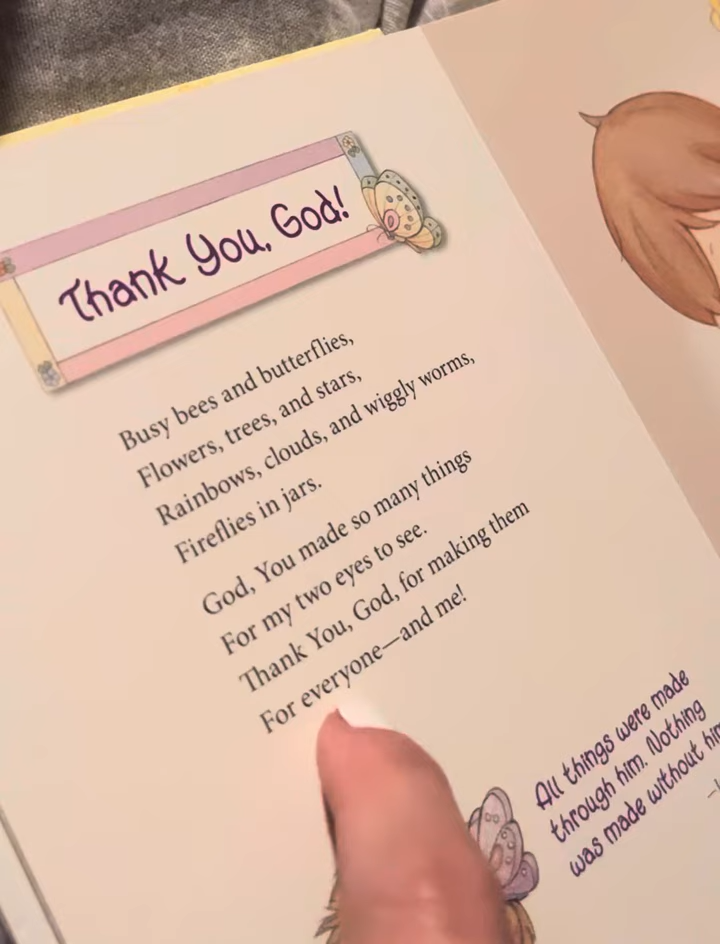 Thank You, God!
Busy bees and butterflies,
Flowers, trees, and stars,
Rainbows, clouds, and wiggly worms,
Fireflies in jars.
God, You made so many things
For my two eyes to see.
Thank You, God, for making them
For everyone—and me!
All things were made
through him. Nothing
was made without